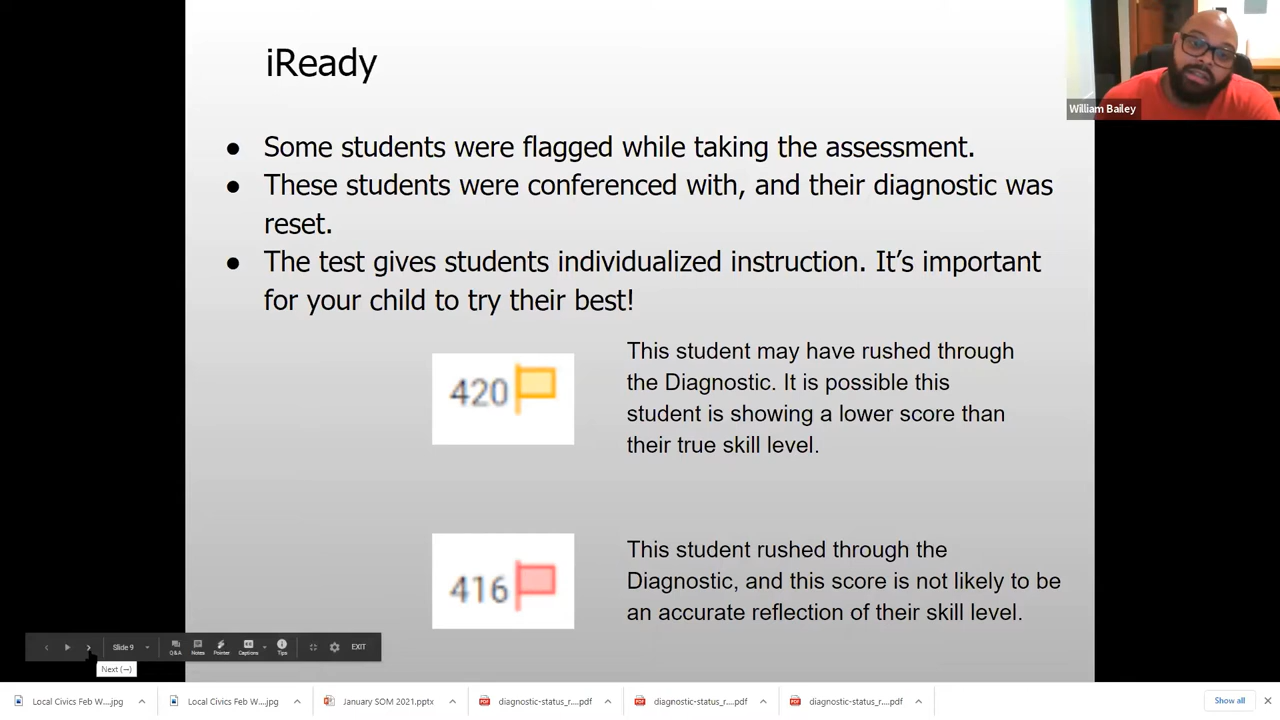 iReady
William Bailey
● Some students were flagged while taking the assessment.
● These students were conferenced with, and their diagnostic was
reset.
● The test gives students individualized instruction. It’s important
for your child to try their best!
420
This student may have rushed through
the Diagnostic. It is possible this
student is showing a lower score than
their true skill level.
416
This student rushed through the
Diagnostic, and this score is not likely to be
an accurate reflection of their skill level.
Slide 9
Q&A Notes Pointer Captions Tips EXIT
Next (→)
Local Civics Feb W....jpg
Local Civics Feb W....jpg
January SOM 2021.pptx
diagnostic-status_r....pdf
diagnostic-status_r....pdf
diagnostic-status_r....pdf
Show all